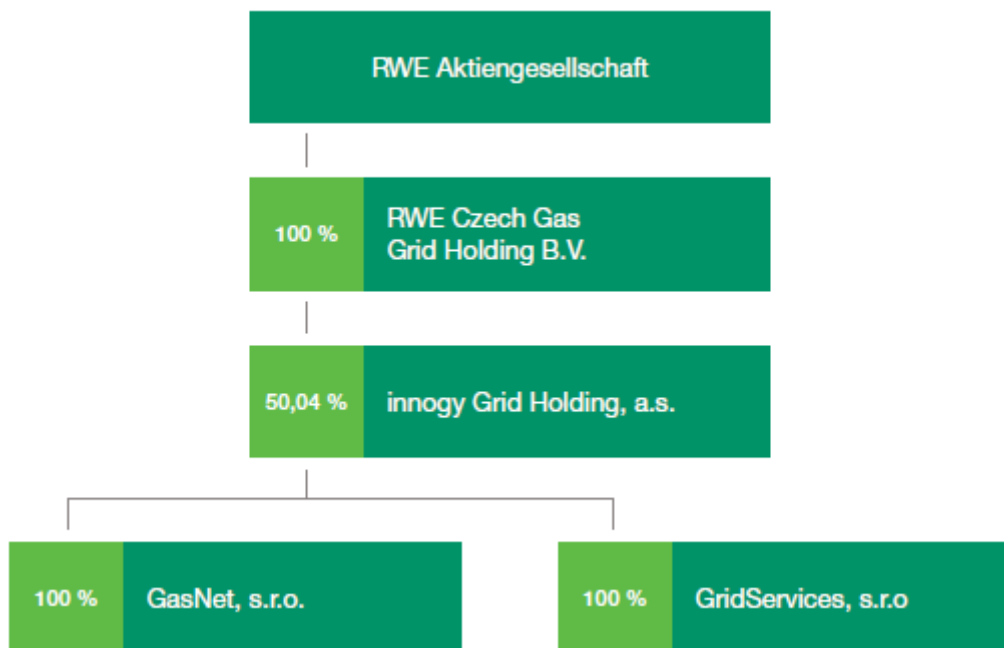 RWE Aktiengesellschaft
100 %
RWE Czech Gas
Grid Holding B.V.
50,04 %
innogy Grid Holding, a.s.
100 %
GasNet, s.r.o.
100 %
GridServices, s.r.o